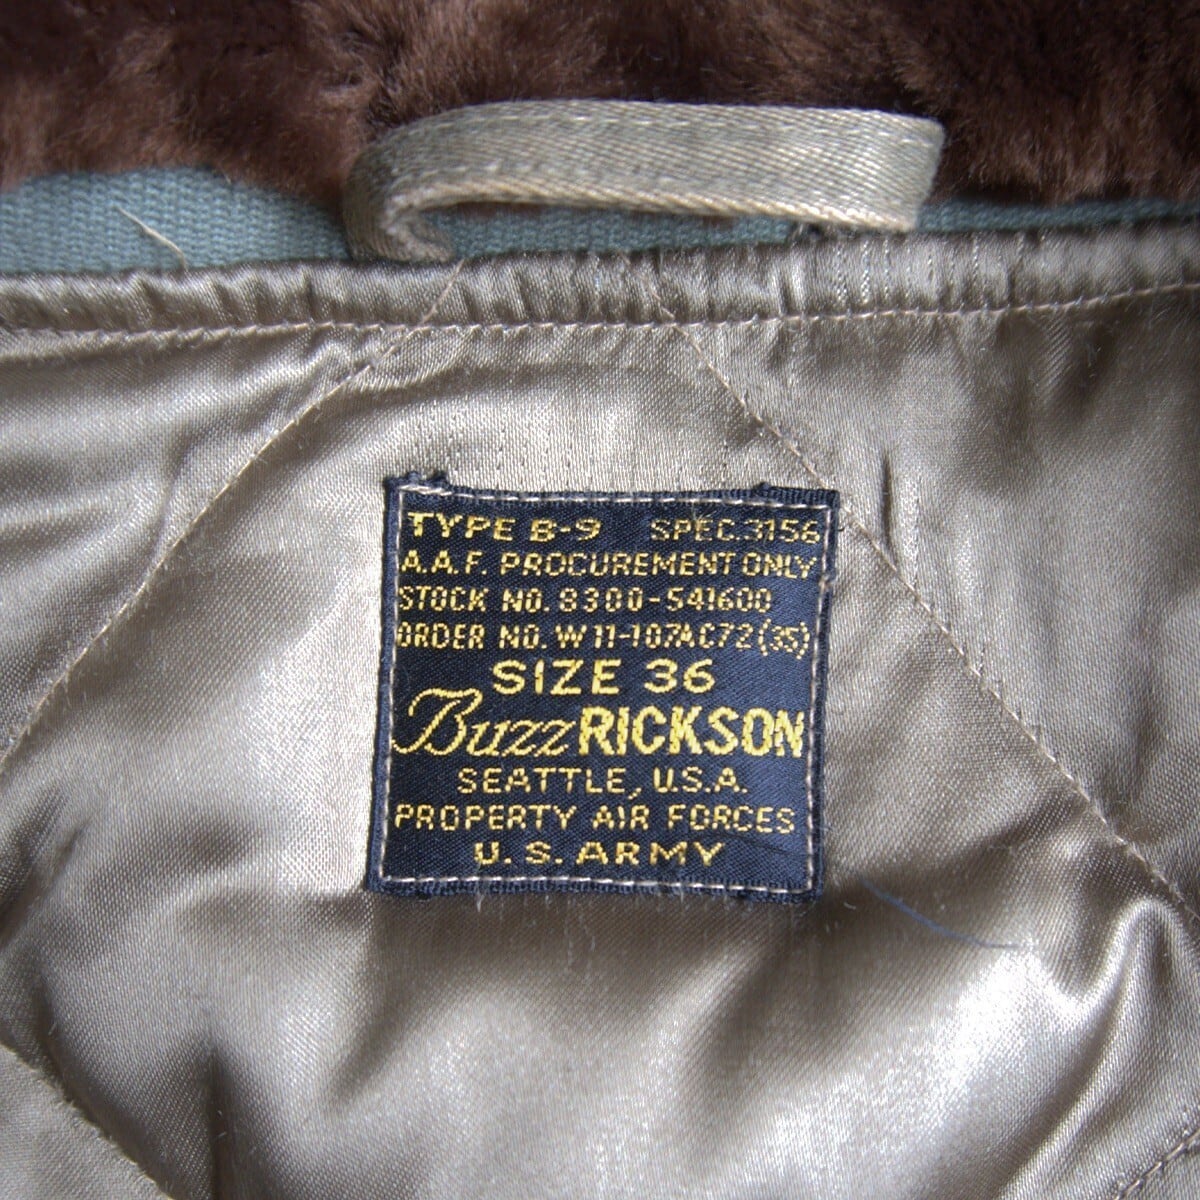 TYPE B-9 SPEC. 3156
A.A.F. PROCUREMENT ONLY
STOCK NO. 8300-541600
ORDER NO. W 11-107AC72 (35)
SIZE 36
Buzz RICKSON
SEATTLE, U.S.A.
PROPERTY AIR FORCES
U. S. ARMY